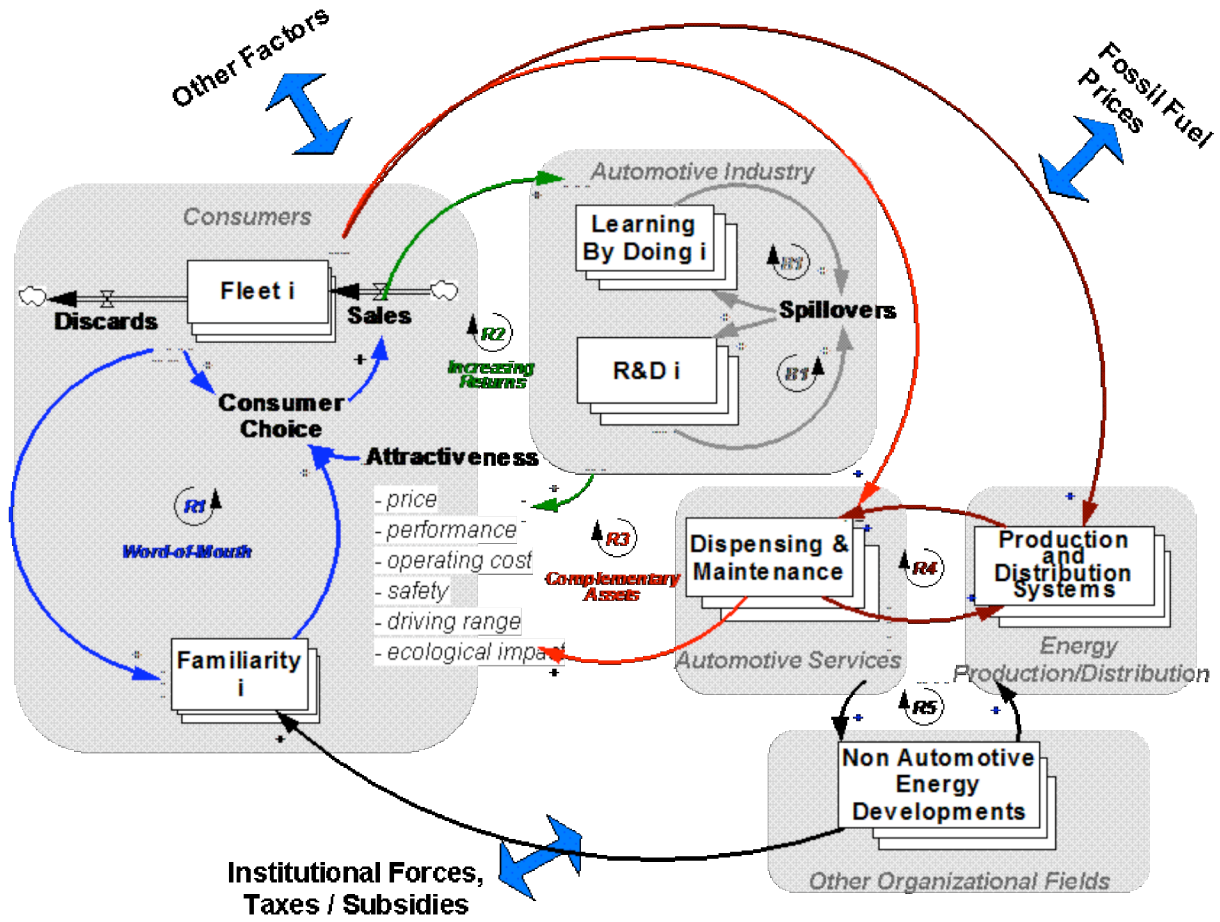 Other Factors
Fossil Fuel
Prices
Consumers
Automotive Industry
Fleet i
Discards
Sales
Learning
By Doing i
Spillovers
R&D i
R2
Increasing
Returns
Consumer
Choice
Attractiveness
- price
- performance
- operating cost
- safety
- driving range
- ecological impact
R1
Word-of-Mouth
Familiarity
i
R3
Complementary
Assets
Dispensing &
Maintenance
R4
Production
and
Distribution
Systems
Automotive Services
Energy
Production/Distribution
R5
Non Automotive
Energy
Developments
Other Organizational Fields
Institutional Forces,
Taxes / Subsidies